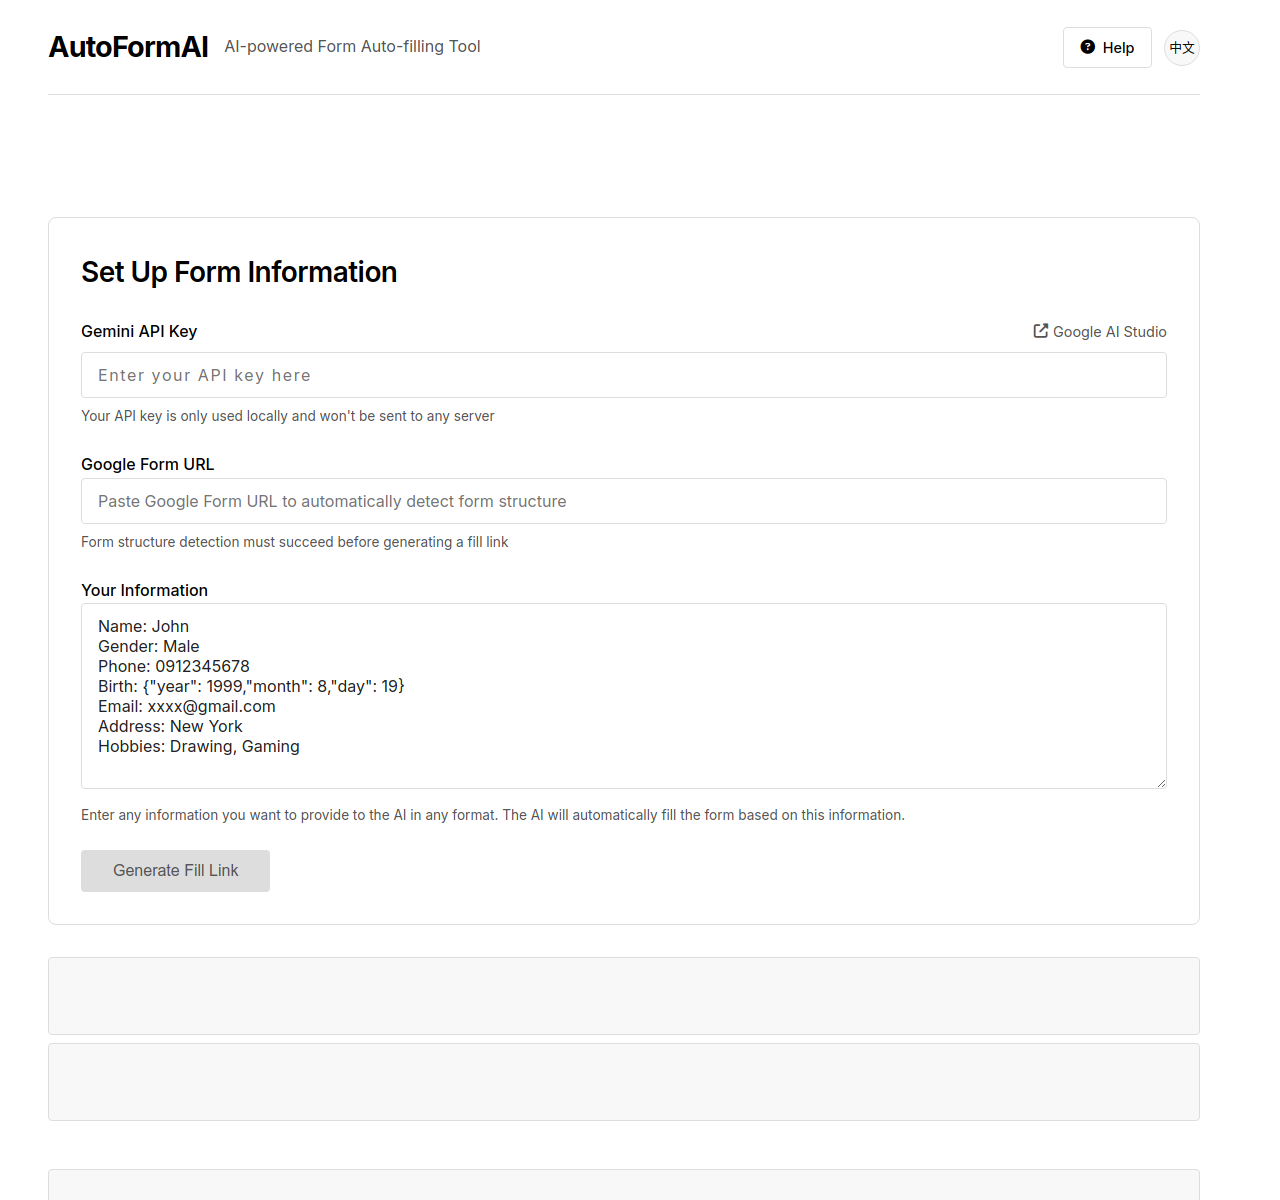 AutoFormAI
AI-powered Form Auto-filling Tool
Help
中文
Set Up Form Information
Gemini API Key
Google AI Studio
Enter your API key here
Your API key is only used locally and won't be sent to any server
Google Form URL
Paste Google Form URL to automatically detect form structure
Form structure detection must succeed before generating a fill link
Your Information
Name: John
Gender: Male
Phone: 0912345678
Birth: {"year": 1999,"month": 8,"day": 19}
Email: xxxx@gmail.com
Address: New York
Hobbies: Drawing, Gaming
Enter any information you want to provide to the AI in any format. The AI will automatically fill the form based on this information.
Generate Fill Link